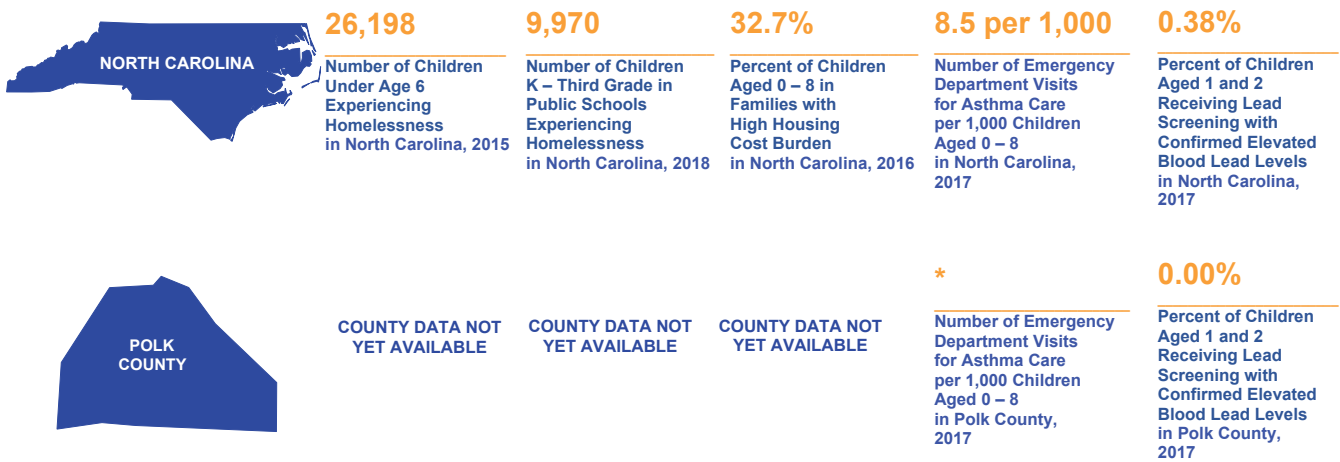 NORTH CAROLINA
26,198
Number of Children
Under Age 6
Experiencing
Homelessness
in North Carolina, 2015
9,970
Number of Children
K – Third Grade in
Public Schools
Experiencing
Homelessness
in North Carolina, 2018
32.7%
Percent of Children
Aged 0 – 8 in
Families with
High Housing
Cost Burden
in North Carolina, 2016
8.5 per 1,000
Number of Emergency
Department Visits
for Asthma Care
per 1,000 Children
Aged 0 – 8
in North Carolina,
2017
0.38%
Percent of Children
Aged 1 and 2
Receiving Lead
Screening with
Confirmed Elevated
Blood Lead Levels
in North Carolina,
2017
POLK
COUNTY
COUNTY DATA NOT
YET AVAILABLE
COUNTY DATA NOT
YET AVAILABLE
COUNTY DATA NOT
YET AVAILABLE
*
Number of Emergency
Department Visits
for Asthma Care
per 1,000 Children
Aged 0 – 8
in Polk County,
2017
0.00%
Percent of Children
Aged 1 and 2
Receiving Lead
Screening with
Confirmed Elevated
Blood Lead Levels
in Polk County,
2017